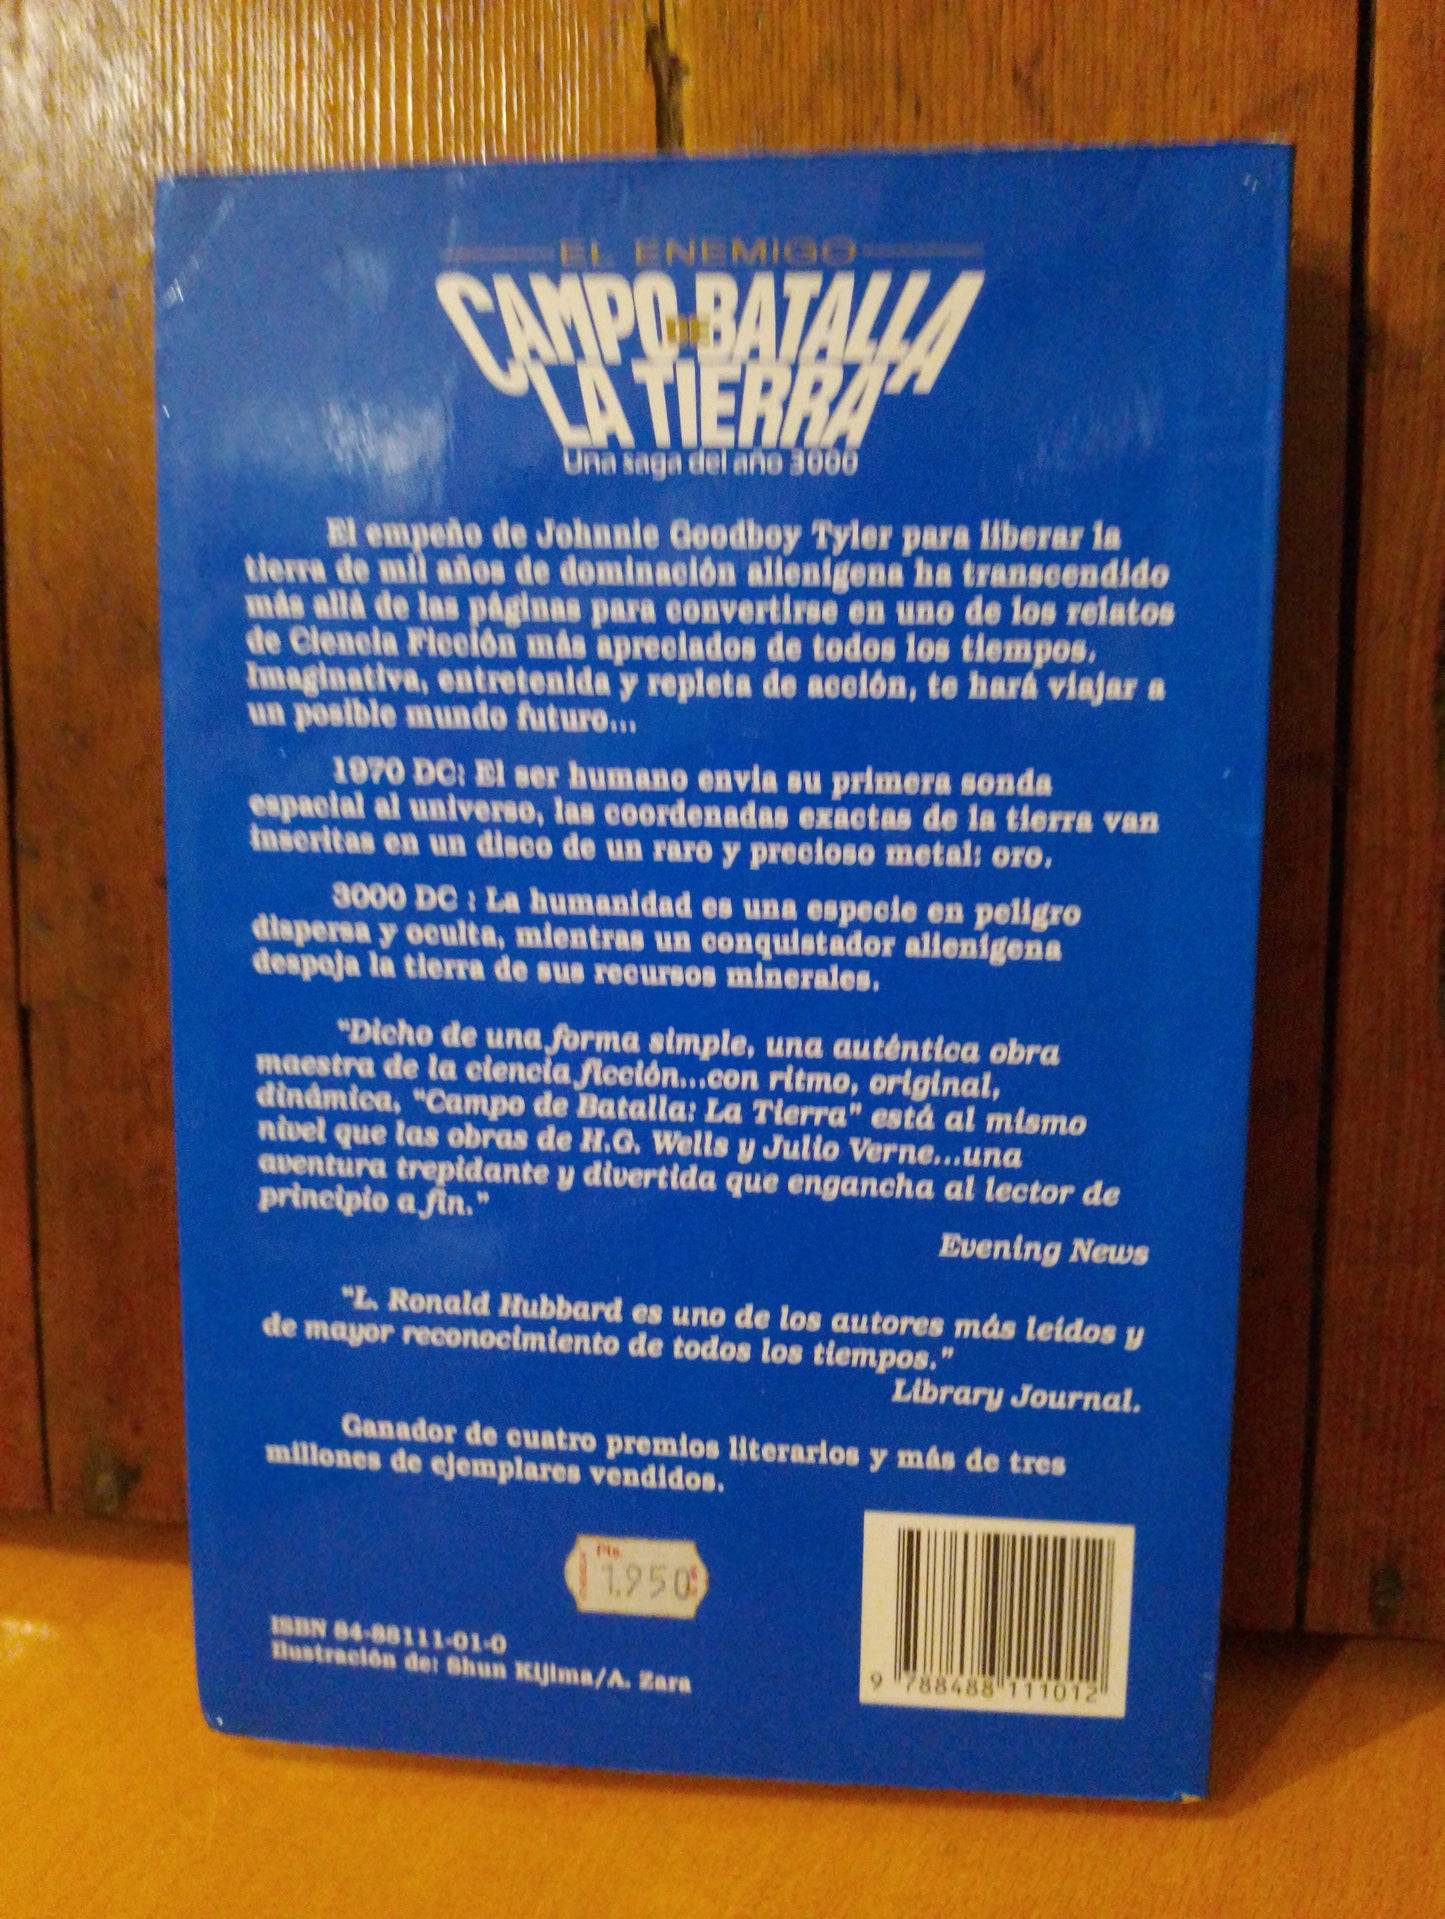 EL ENEMIGO
CAMPO DE BATALLA
LA TIERRA
Una saga del año 3000
El empeño de Johnnie Goodboy Tyler para liberar la
tierra de mil años de dominación alienígena ha transcendido
más allá de las páginas para convertirse en uno de los relatos
de Ciencia Ficción más apreciados de todos los tiempos.
Imaginativa, entretenida y repleta de acción, te hará viajar a
un posible mundo futuro...
1970 DC: El ser humano envia su primera sonda
espacial al universo, las coordenadas exactas de la tierra van
inscritas en un disco de un raro y precioso metal: oro.
3000 DC : La humanidad es una especie en peligro
dispersa y oculta, mientras un conquistador alienígena
despoja la tierra de sus recursos minerales.
"Dicho de una forma simple, una auténtica obra
maestra de la ciencia ficción...con ritmo, original,
dinámica. "Campo de Batalla: La Tierra" está al mismo
nivel que las obras de H.G. Wells y Julio Verne...una
aventura trepidante y divertida que engancha al lector de
principio a fin."
Evening News
"L. Ronald Hubbard es uno de los autores más leídos y
de mayor reconocimiento de todos los tiempos."
Library Journal.
Ganador de cuatro premios literarios y más de tres
millones de ejemplares vendidos.
Pts.
1.950
ISBN 84-88111-01-0
Ilustración de: Shun Kijima/A. Zara
9 788488 111012